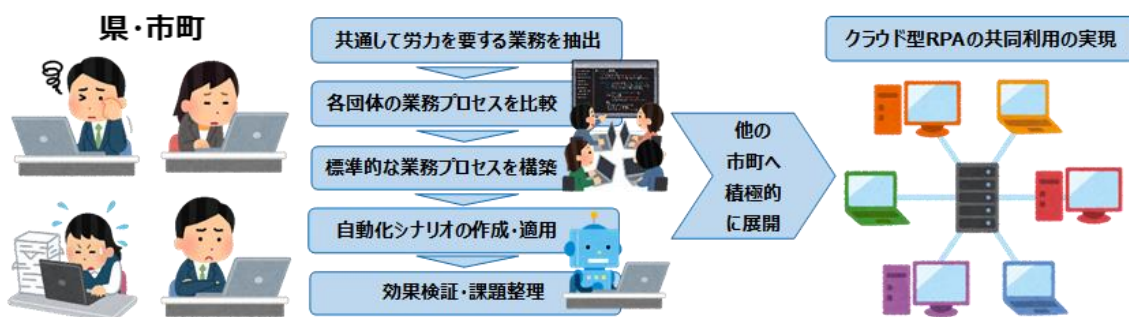 県・市町
共通して労力を要する業務を抽出
各団体の業務プロセスを比較
標準的な業務プロセスを構築
自動化シナリオの作成・適用
効果検証・課題整理
他の
市町へ
積極的
に展開
クラウド型RPAの共同利用の実現